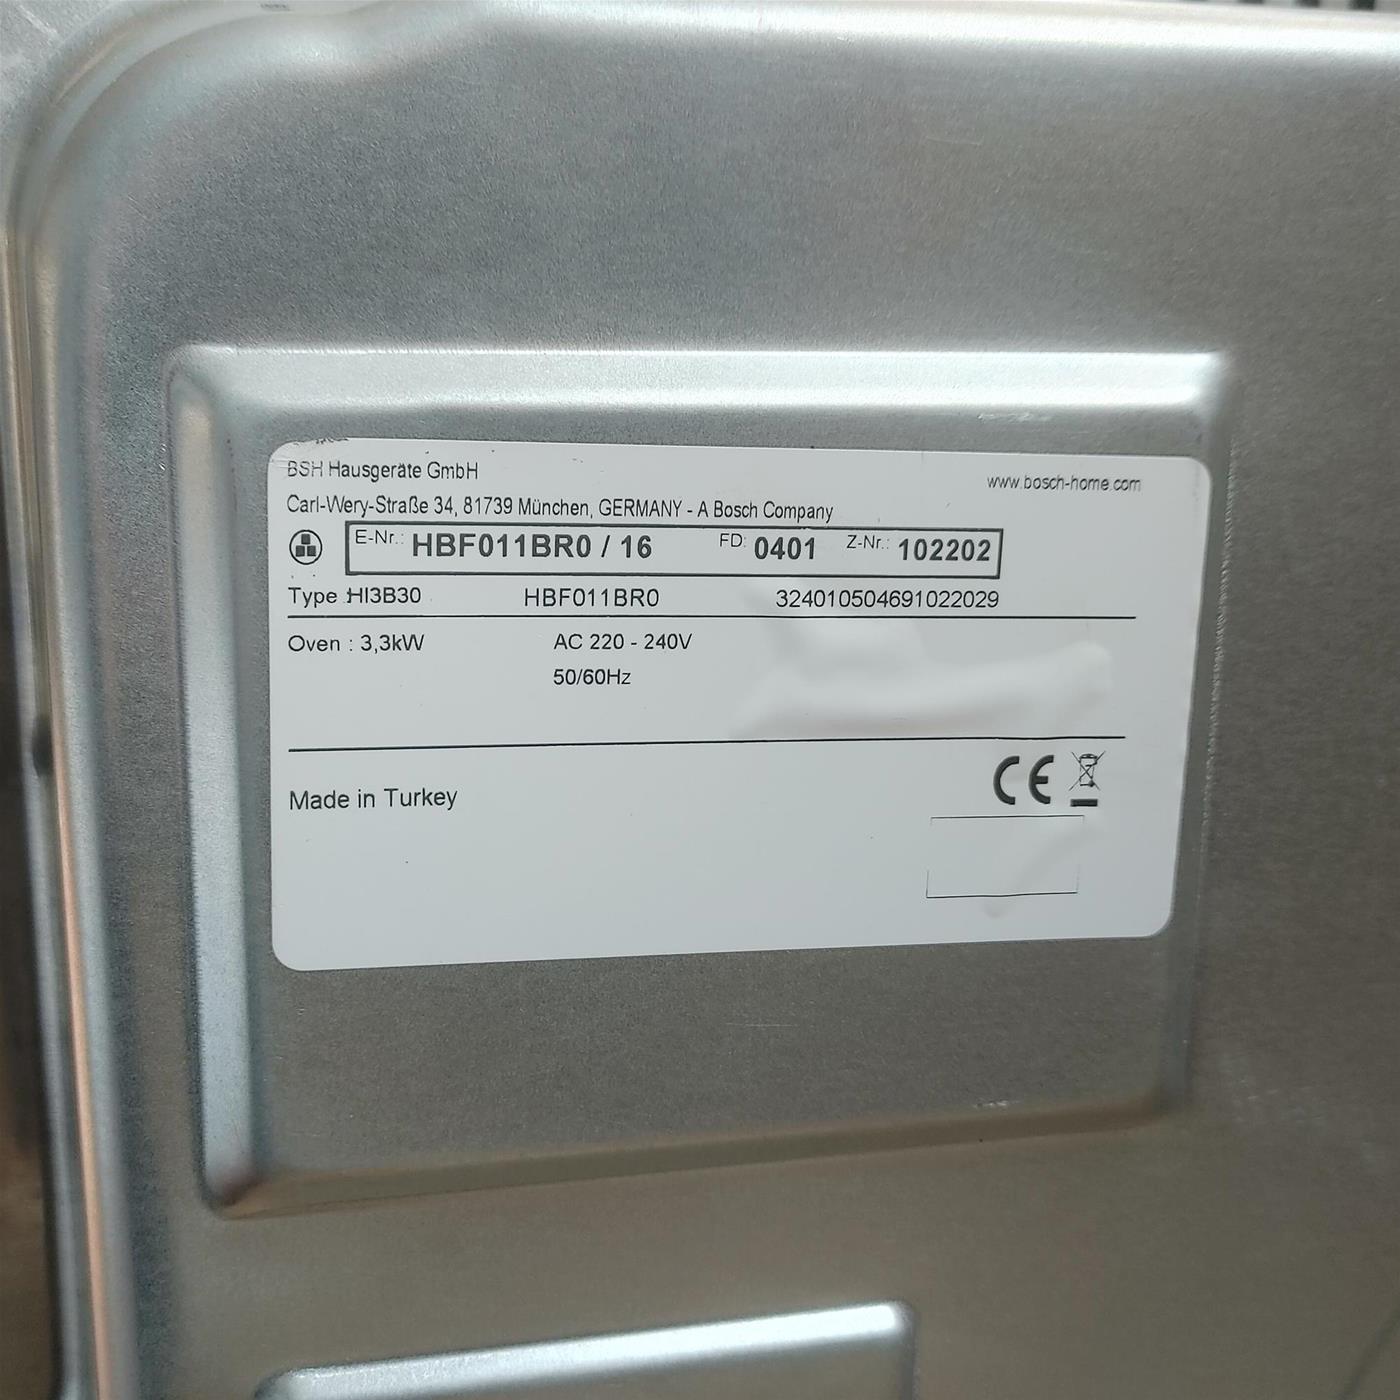 BSH Hausgeräte GmbH
www.bosch-home.com
Carl-Wery-Straße 34, 81739 München, GERMANY - A Bosch Company
E-Nr.: HBF011BR0 / 16 FD: 0401 Z-Nr.: 102202
Type :HI3B30 HBF011BR0 324010504691022029
Oven : 3,3kW AC 220 - 240V
50/60Hz
CE
Made in Turkey